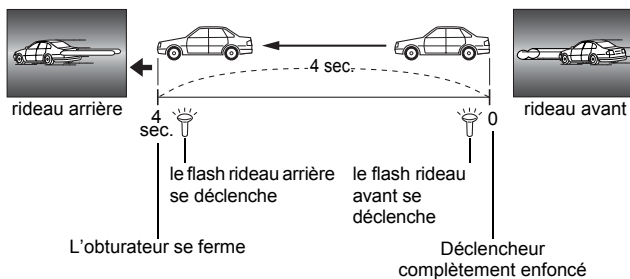 4 sec.
rideau arrière
rideau avant
4
sec.
0
le flash rideau arrière
se déclenche
le flash rideau
avant se
déclenche
L'obturateur se ferme
Déclencheur
complètement enfoncé